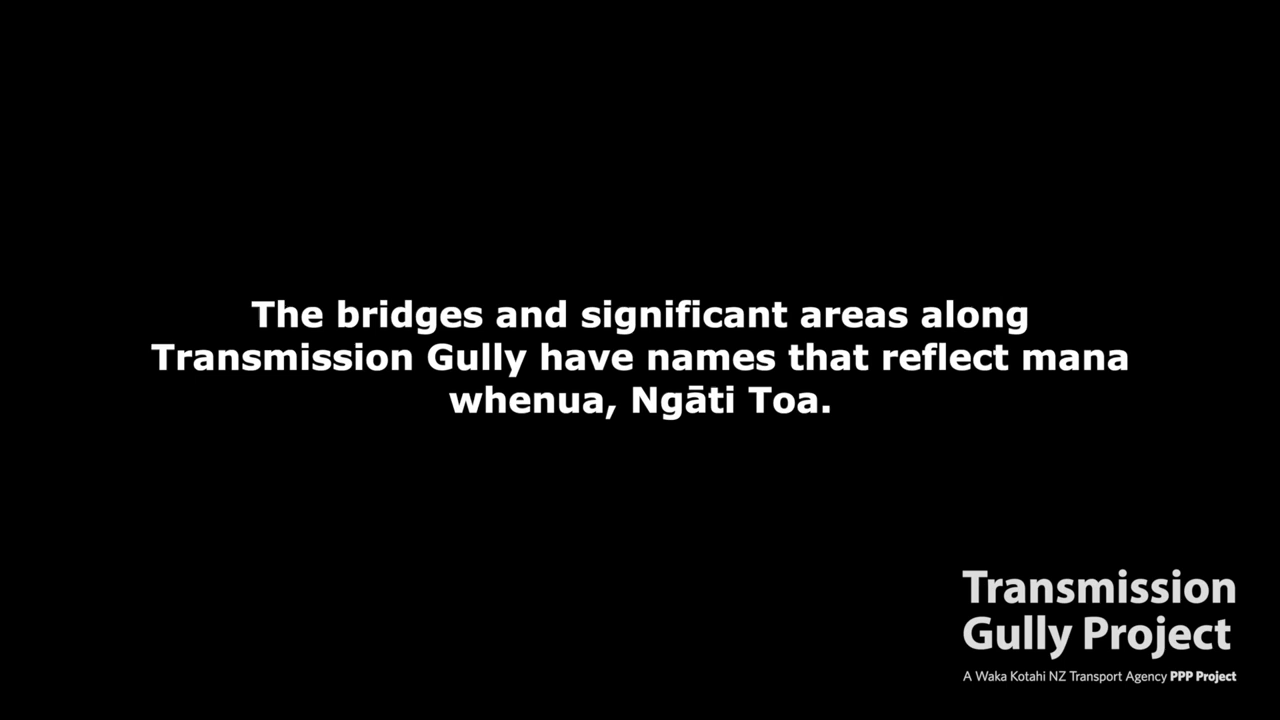 The bridges and significant areas along
Transmission Gully have names that reflect mana
whenua, Ngāti Toa.
Transmission
Gully Project
A Waka Kotahi NZ Transport Agency PPP Project